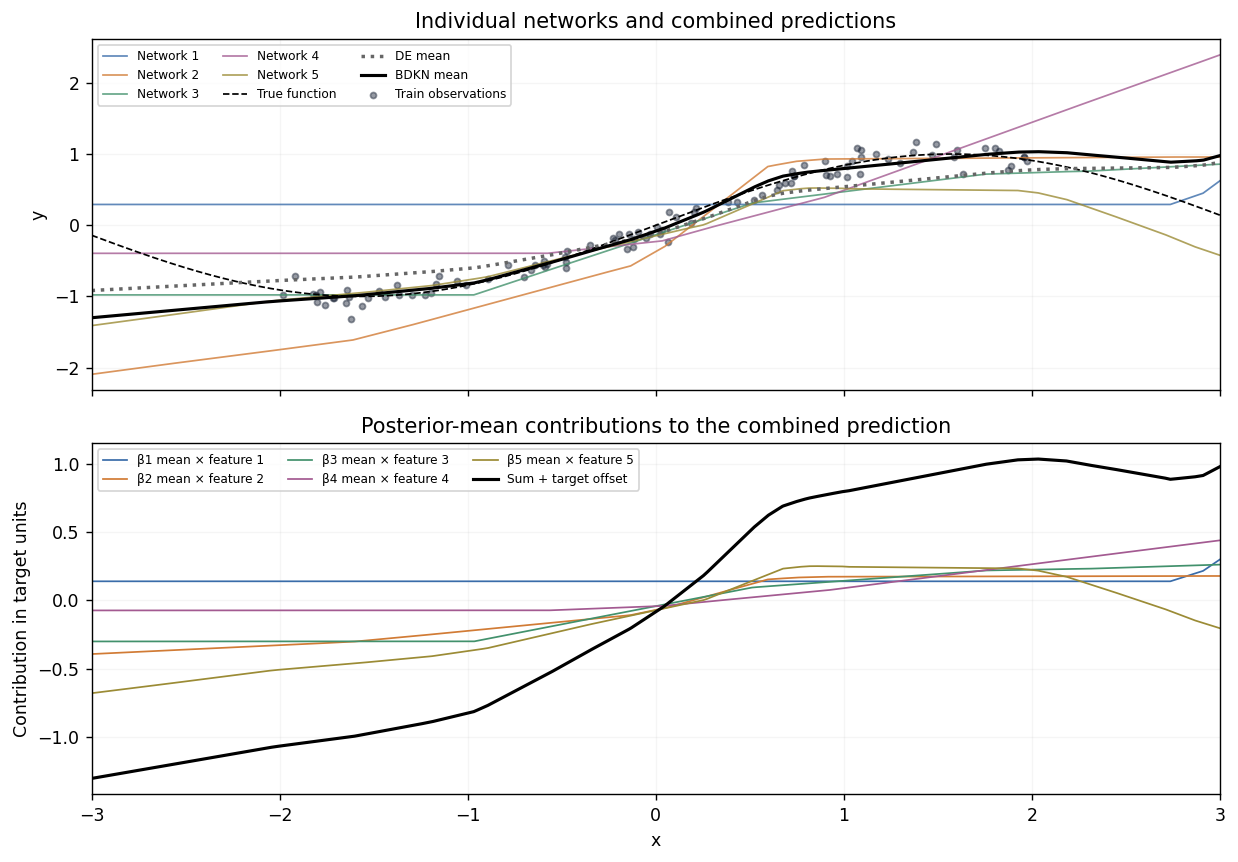 Individual networks and combined predictions
Network 1 Network 4 DE mean
Network 2 Network 5 BDKN mean
Network 3 True function Train observations
y
2
1
0
−1
−2
Posterior-mean contributions to the combined prediction
β1 mean × feature 1 β3 mean × feature 3 β5 mean × feature 5
β2 mean × feature 2 β4 mean × feature 4 Sum + target offset
Contribution in target units
1.0
0.5
0.0
−0.5
−1.0
−3 −2 −1 0 1 2 3
x